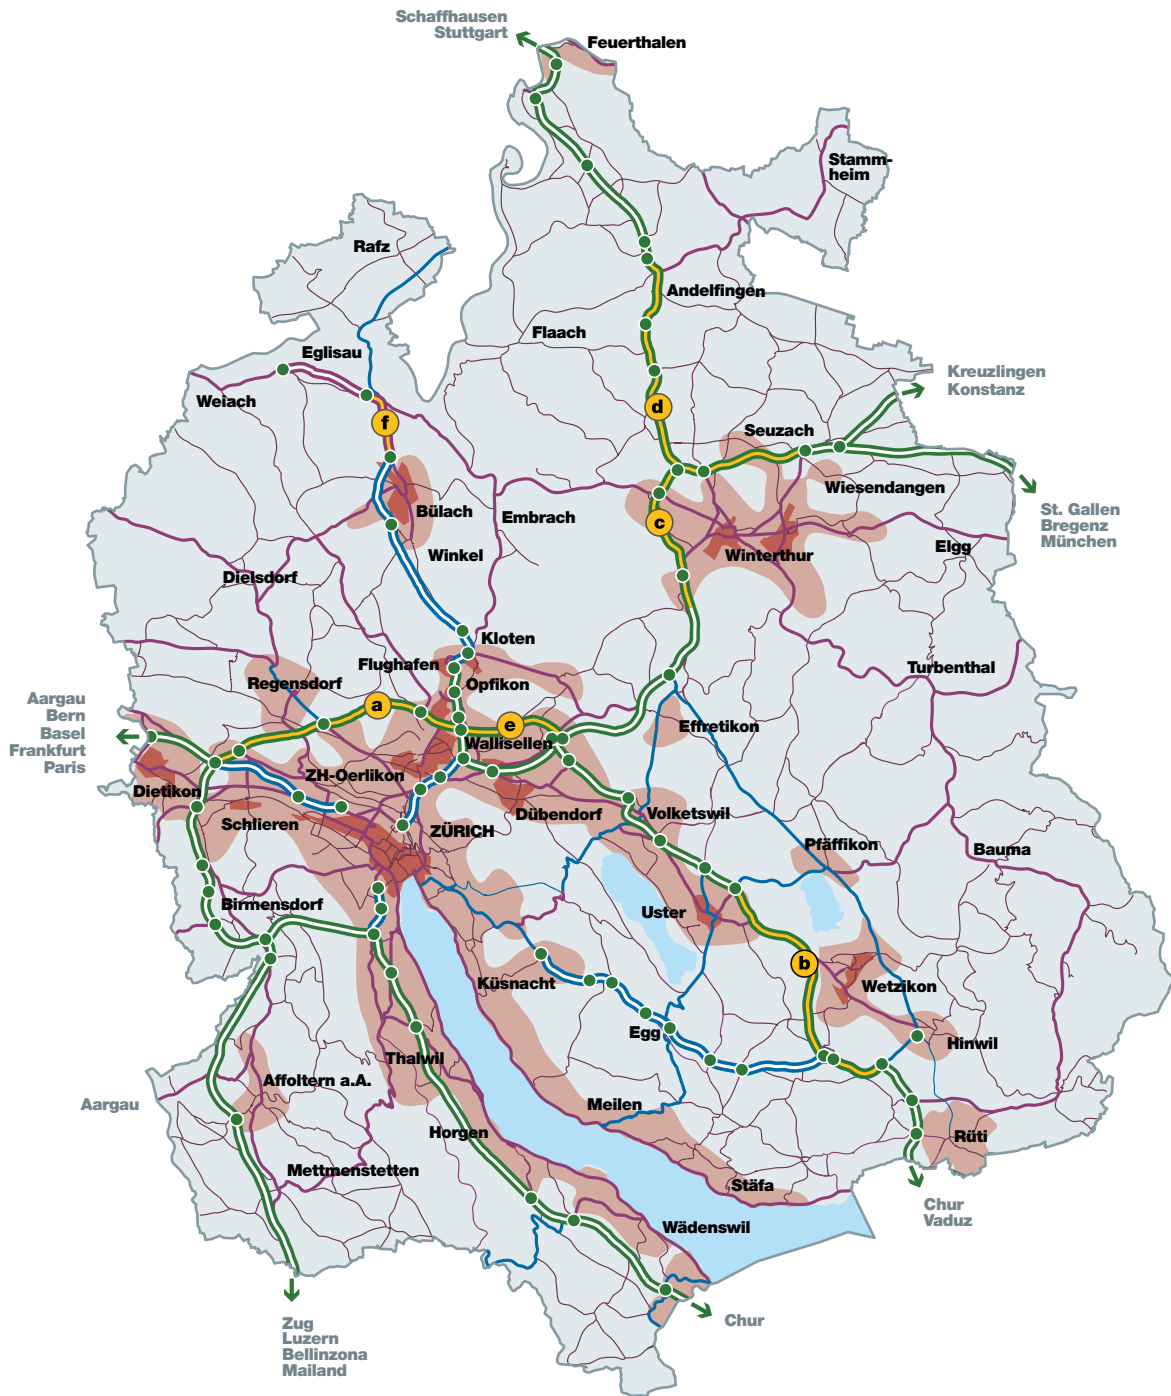 Schaffhausen
Stuttgart
Feuerthalen
Stamm-
heim
Rafz
Andelfingen
Flaach
Eglisau
Kreuzlingen
Konstanz
Weiach
d
f
Seuzach
Wiesendangen
Bülach
Embrach
St. Gallen
Bregenz
München
c
Winterthur
Elgg
Winkel
Dielsdorf
Kloten
Flughafen
Opfikon
Turbenthal
Regensdorf
Aargau
Bern
Basel
Frankfurt
Paris
a
e
Effretikon
Wallisellen
ZH-Oerlikon
Dietikon
Dübendorf
Volketswil
Schlieren
ZÜRICH
Pfäffikon
Bauma
Birmensdorf
Uster
b
Küsnacht
Wetzikon
Egg
Hinwil
Thalwil
Affoltern a.A.
Aargau
Meilen
Horgen
Rüti
Mettmenstetten
Stäfa
Chur
Vaduz
Wädenswil
Zug
Luzern
Bellinzona
Mailand
Chur